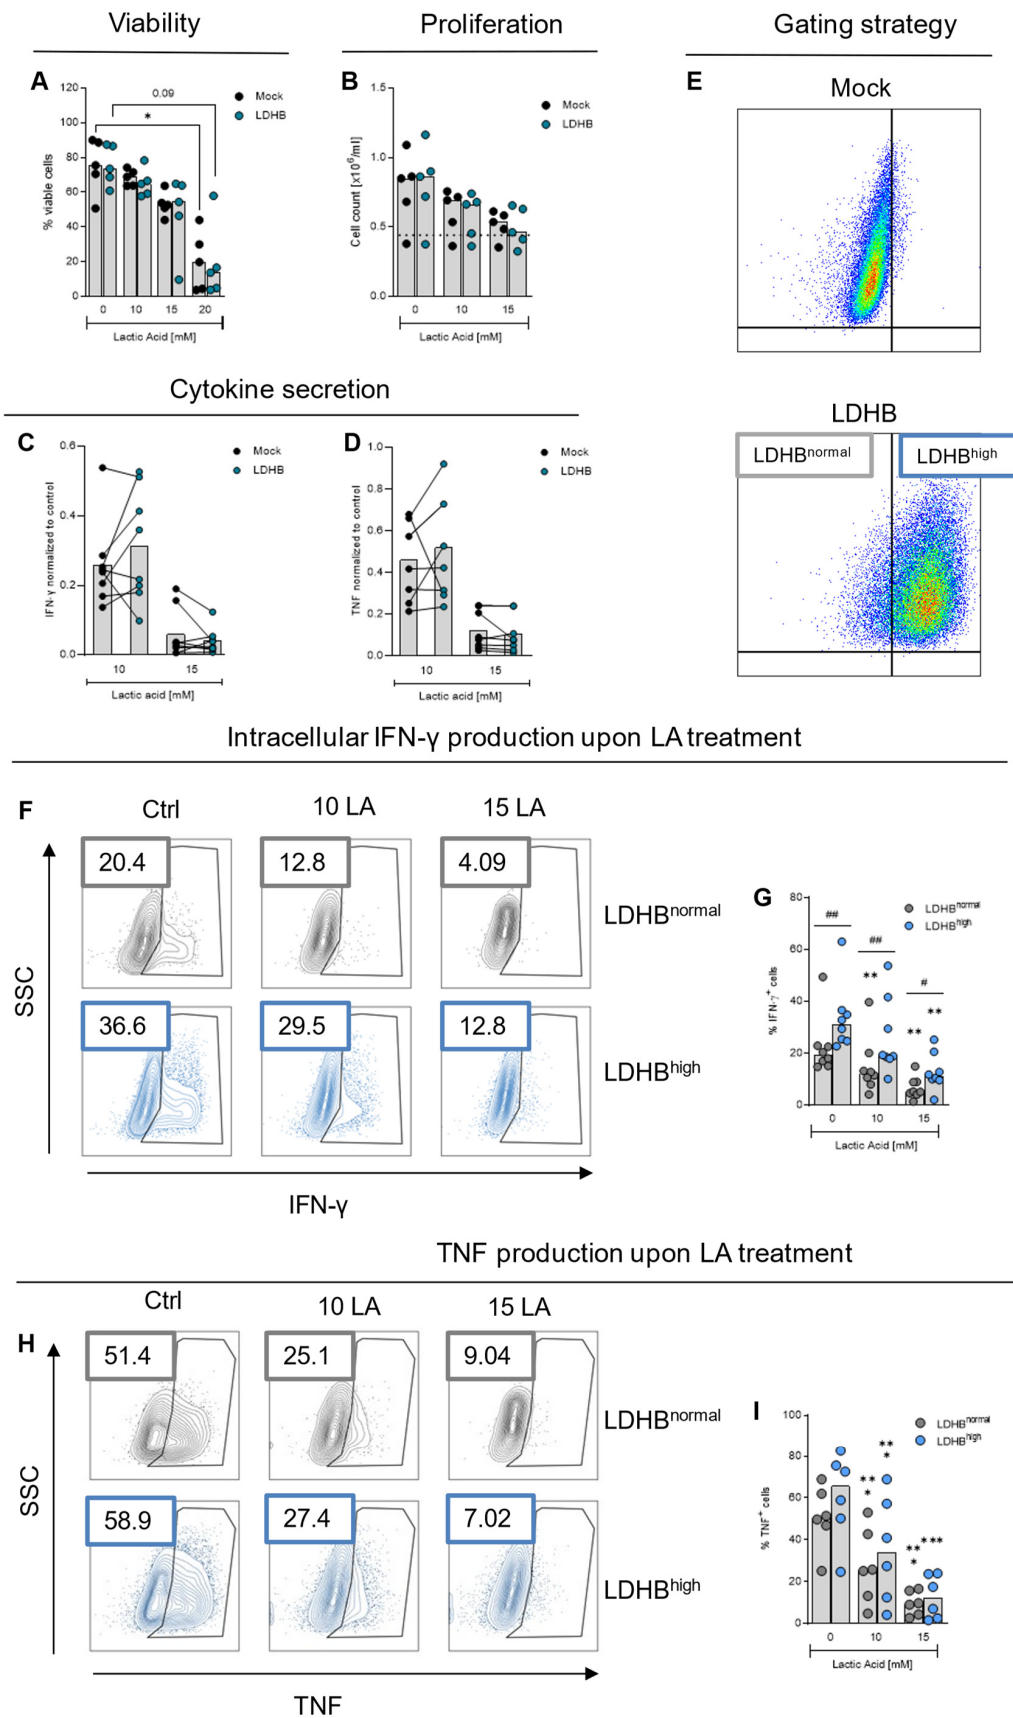 Viability
Proliferation
Gating strategy
A
120
100
80
60
40
20
0
% viable cells
0.09
*
Mock
LDHB
0
10
15
20
Lactic Acid [mM]
B
1.5
1.0
0.5
0.0
Cell count [x10⁶/ml]
Mock
LDHB
0
10
15
Lactic Acid [mM]
E
Mock
LDHB
LDHBnormal
LDHBhigh
Cytokine secretion
C
0.6
0.4
0.2
0.0
IFN-γ normalized to control
Mock
LDHB
10
15
Lactic acid [mM]
D
1.0
0.8
0.6
0.4
0.2
0.0
TNF normalized to control
Mock
LDHB
10
15
Lactic acid [mM]
Intracellular IFN-γ production upon LA treatment
F
Ctrl
10 LA
15 LA
20.4
12.8
4.09
LDHBnormal
36.6
29.5
12.8
LDHBhigh
SSC
IFN-γ
G
80
60
40
20
0
% IFN-γ+ cells
LDHBnormal
LDHBhigh
##
##
#
**
**
**
0
10
15
Lactic Acid [mM]
TNF production upon LA treatment
H
Ctrl
10 LA
15 LA
51.4
25.1
9.04
LDHBnormal
58.9
27.4
7.02
LDHBhigh
SSC
TNF
I
100
80
60
40
20
0
% TNF+ cells
LDHBnormal
LDHBhigh
**
*
**
*
**
*
***
0
10
15
Lactic Acid [mM]